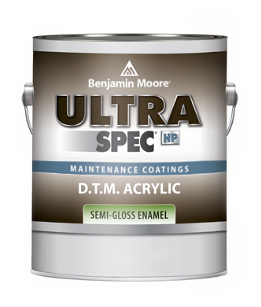 Benjamin Moore®
ULTRA
SPEC® HP
MAINTENANCE COATINGS
D.T.M. ACRYLIC
SEMI-GLOSS ENAMEL